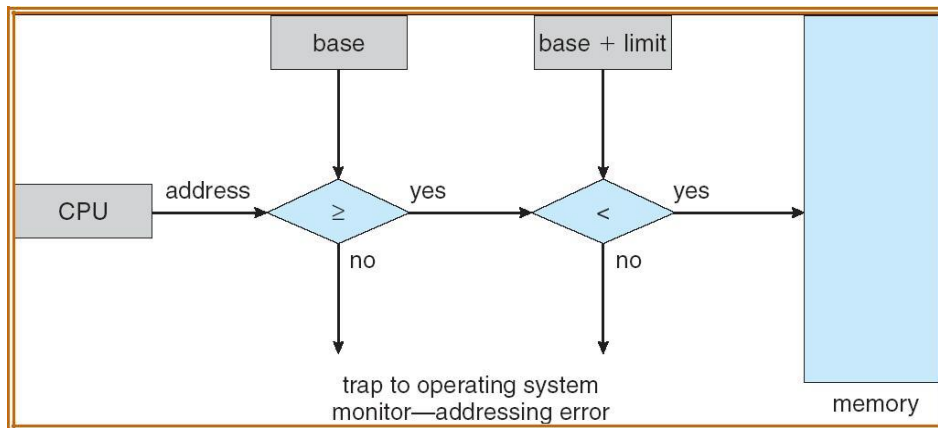 base
base + limit
CPU
address
≥
yes
<
yes
no
no
trap to operating system
monitor—addressing error
memory